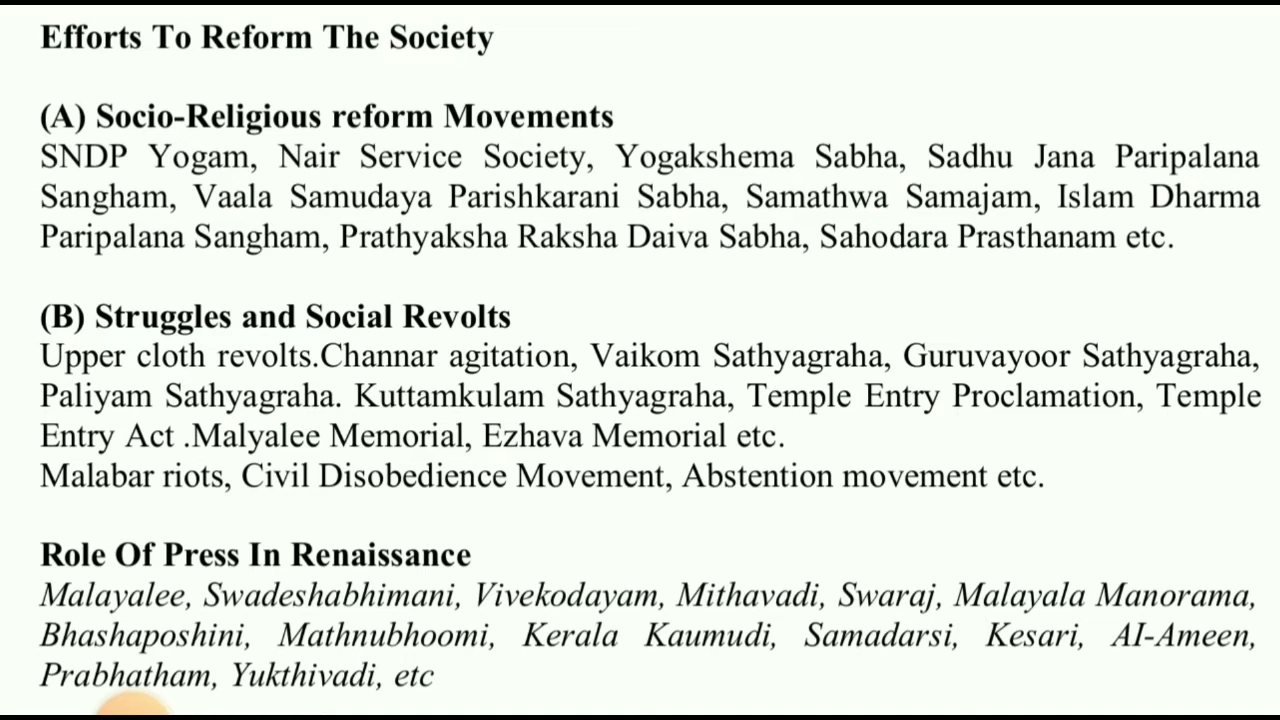 Efforts To Reform The Society
(A) Socio-Religious reform Movements
SNDP Yogam, Nair Service Society, Yogakshema Sabha, Sadhu Jana Paripalana
Sangham, Vaala Samudaya Parishkarani Sabha, Samathwa Samajam, Islam Dharma
Paripalana Sangham, Prathyaksha Raksha Daiva Sabha, Sahodara Prasthanam etc.
(B) Struggles and Social Revolts
Upper cloth revolts.Channar agitation, Vaikom Sathyagraha, Guruvayoor Sathyagraha,
Paliyam Sathyagraha. Kuttamkulam Sathyagraha, Temple Entry Proclamation, Temple
Entry Act .Malyalee Memorial, Ezhava Memorial etc.
Malabar riots, Civil Disobedience Movement, Abstention movement etc.
Role Of Press In Renaissance
Malayalee, Swadeshabhimani, Vivekodayam, Mithavadi, Swaraj, Malayala Manorama,
Bhashaposhini, Mathnubhoomi, Kerala Kaumudi, Samadarsi, Kesari, AI-Ameen,
Prabhatham, Yukthivadi, etc